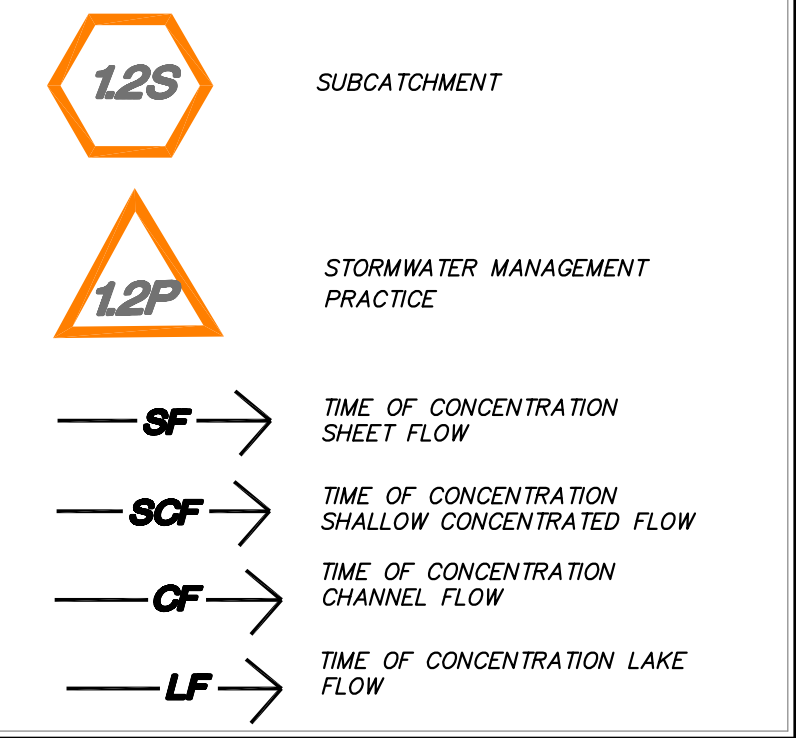 1.2S
SUBCATCHMENT
1.2P
STORMWATER MANAGEMENT
PRACTICE
SF
TIME OF CONCENTRATION
SHEET FLOW
SCF
TIME OF CONCENTRATION
SHALLOW CONCENTRATED FLOW
CF
TIME OF CONCENTRATION
CHANNEL FLOW
LF
TIME OF CONCENTRATION LAKE
FLOW